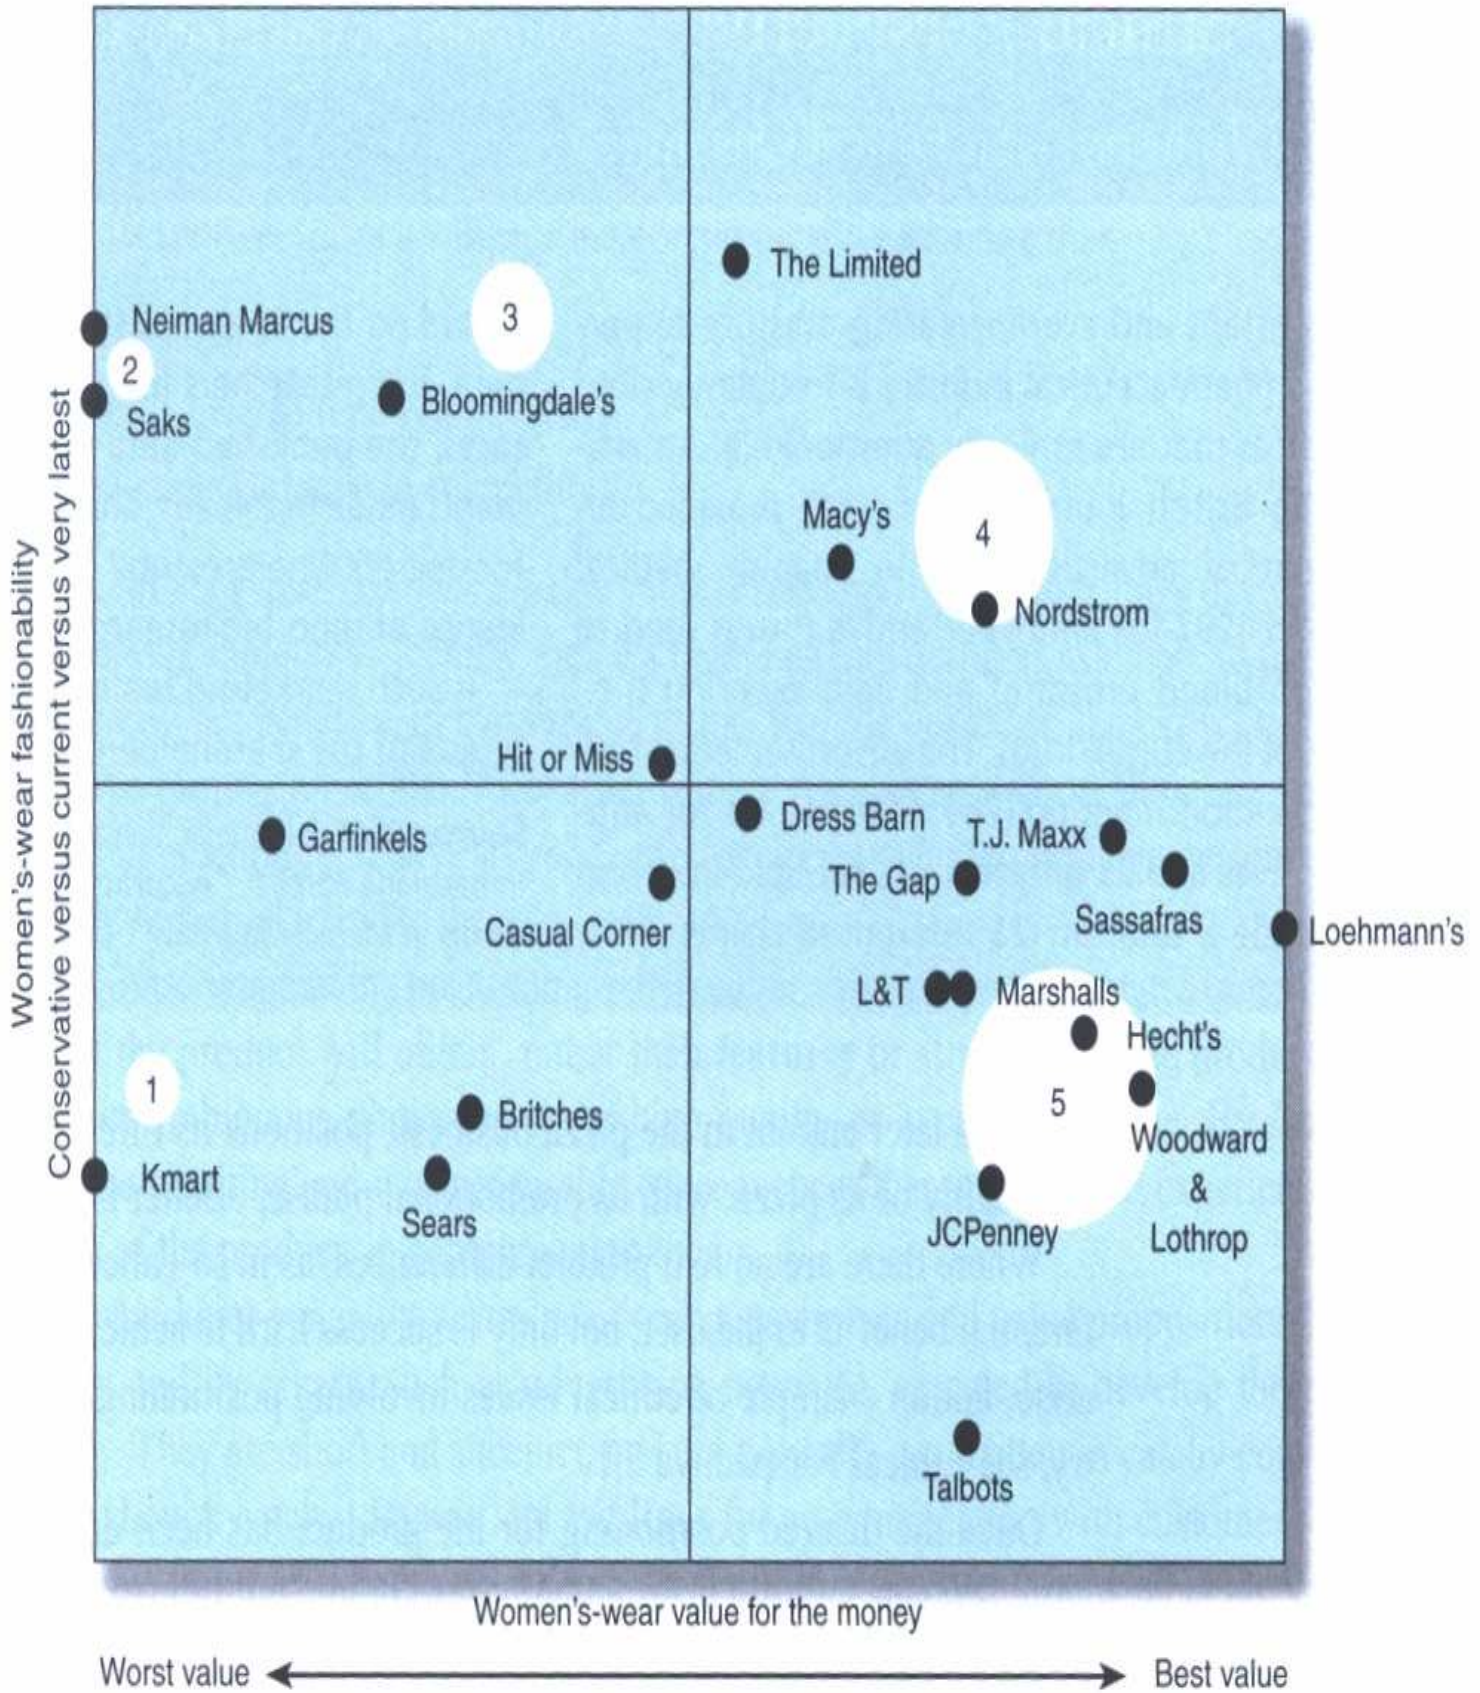 The Limited
3
Neiman Marcus
2
Bloomingdale's
Saks
Macy's
4
Nordstrom
Hit or Miss
Dress Barn
T.J. Maxx
Garfinkels
The Gap
Sassafras
Casual Corner
Loehmann's
L&T
Marshalls
Hecht's
1
5
Britches
Woodward
&
Lothrop
Kmart
Sears
JCPenney
Talbots
Women's-wear fashionability
Conservative versus current versus very latest
Women's-wear value for the money
Worst value
Best value